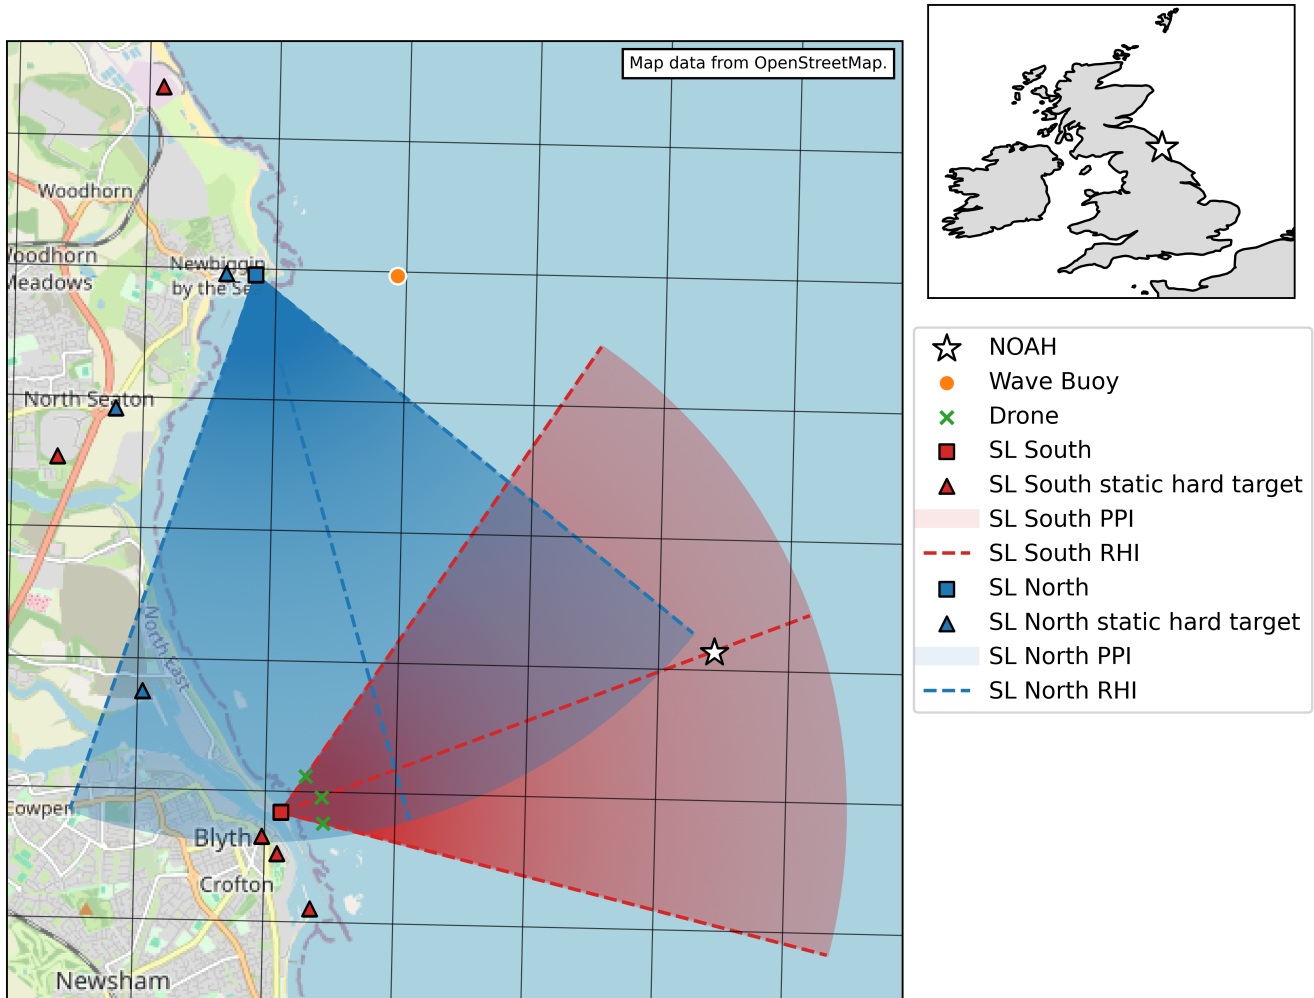 Map data from OpenStreetMap.
Woodhorn
Woodhorn
Meadows
Newbiggin
by the Se
North Seaton
North East
Cowpen
Blyth
Crofton
Newsham
NOAH
Wave Buoy
Drone
SL South
SL South static hard target
SL South PPI
SL South RHI
SL North
SL North static hard target
SL North PPI
SL North RHI